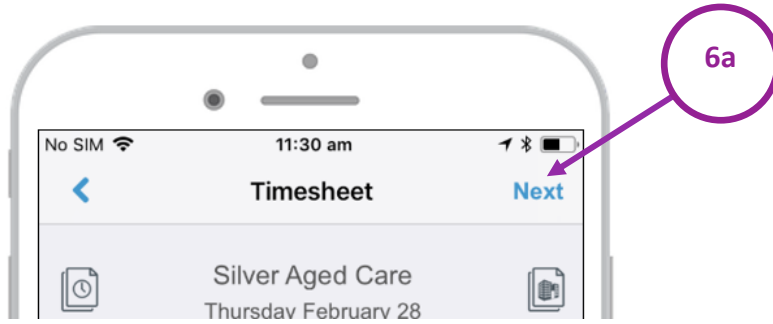 6a
No SIM 11:30 am
Timesheet Next
Silver Aged Care
Thursday February 28